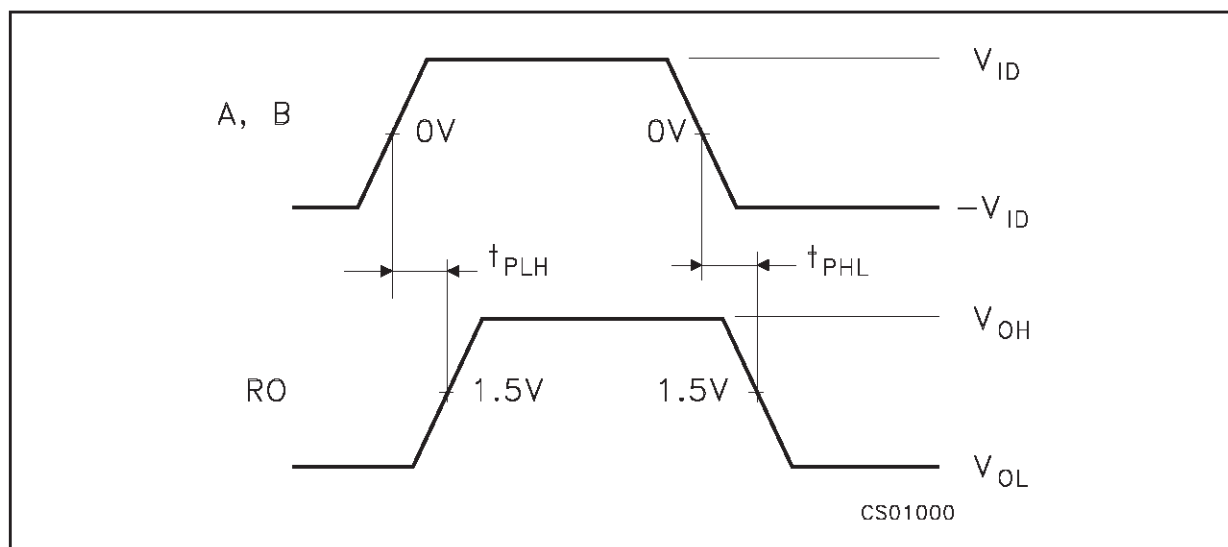 V_ID
A, B
0V
0V
-V_ID
t_PLH
t_PHL
V_OH
RO
1.5V
1.5V
V_OL
CS01000